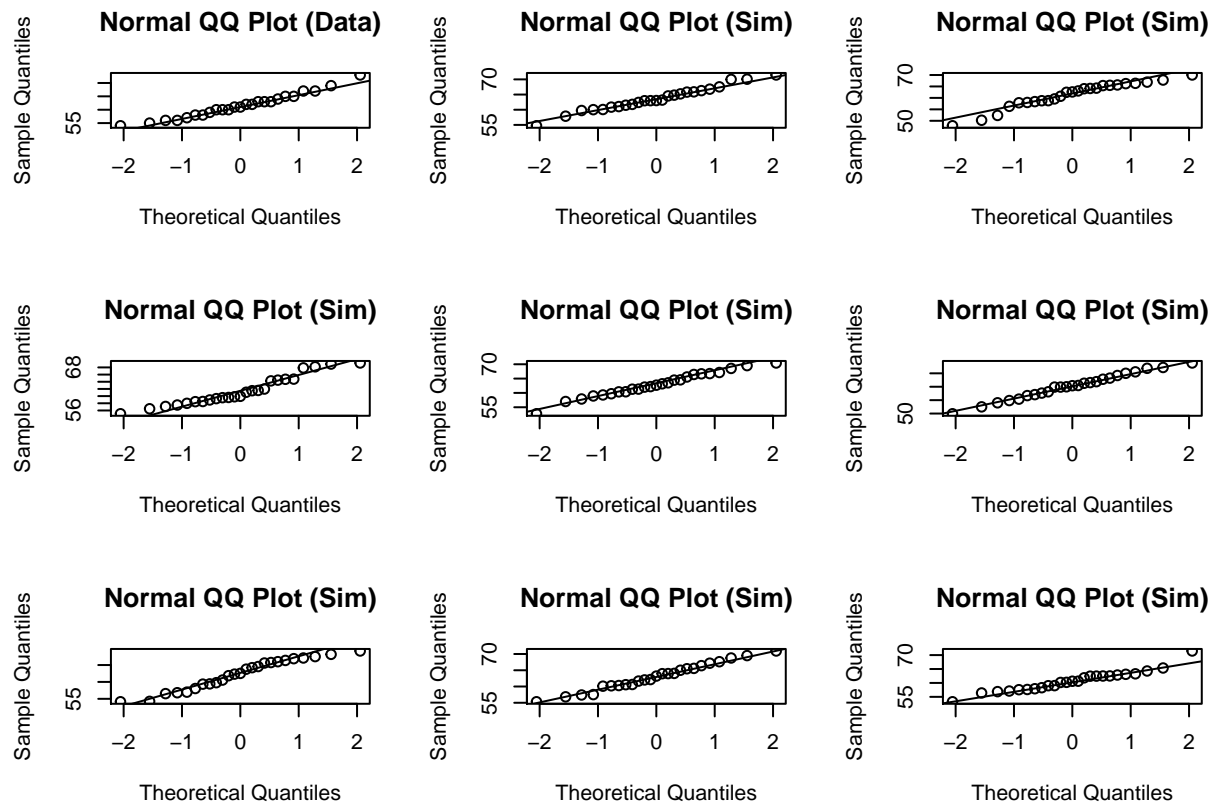 Normal QQ Plot (Data)
Sample Quantiles
55
−2 −1 0 1 2
Theoretical Quantiles
Normal QQ Plot (Sim)
Sample Quantiles
55 70
−2 −1 0 1 2
Theoretical Quantiles
Normal QQ Plot (Sim)
Sample Quantiles
50 70
−2 −1 0 1 2
Theoretical Quantiles
Normal QQ Plot (Sim)
Sample Quantiles
56 68
−2 −1 0 1 2
Theoretical Quantiles
Normal QQ Plot (Sim)
Sample Quantiles
55 70
−2 −1 0 1 2
Theoretical Quantiles
Normal QQ Plot (Sim)
Sample Quantiles
50
−2 −1 0 1 2
Theoretical Quantiles
Normal QQ Plot (Sim)
Sample Quantiles
55
−2 −1 0 1 2
Theoretical Quantiles
Normal QQ Plot (Sim)
Sample Quantiles
55 70
−2 −1 0 1 2
Theoretical Quantiles
Normal QQ Plot (Sim)
Sample Quantiles
55 70
−2 −1 0 1 2
Theoretical Quantiles